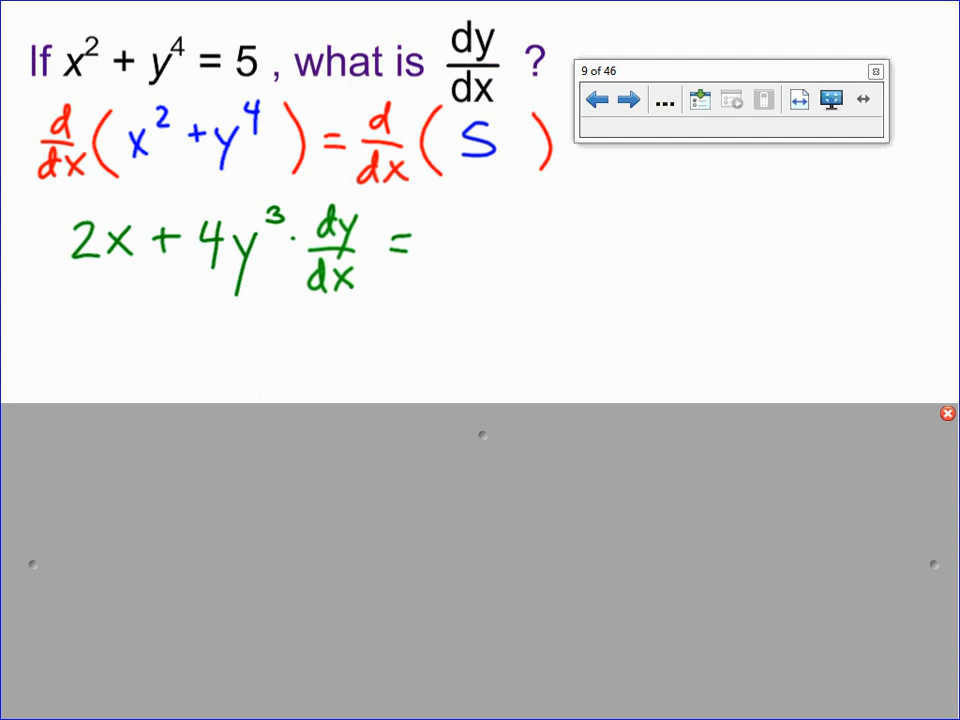 If x² + y⁴ = 5 , what is dy/dx ?
9 of 46
d/dx ( x² + y⁴ ) = d/dx ( 5 )
2x + 4y³ · dy/dx =